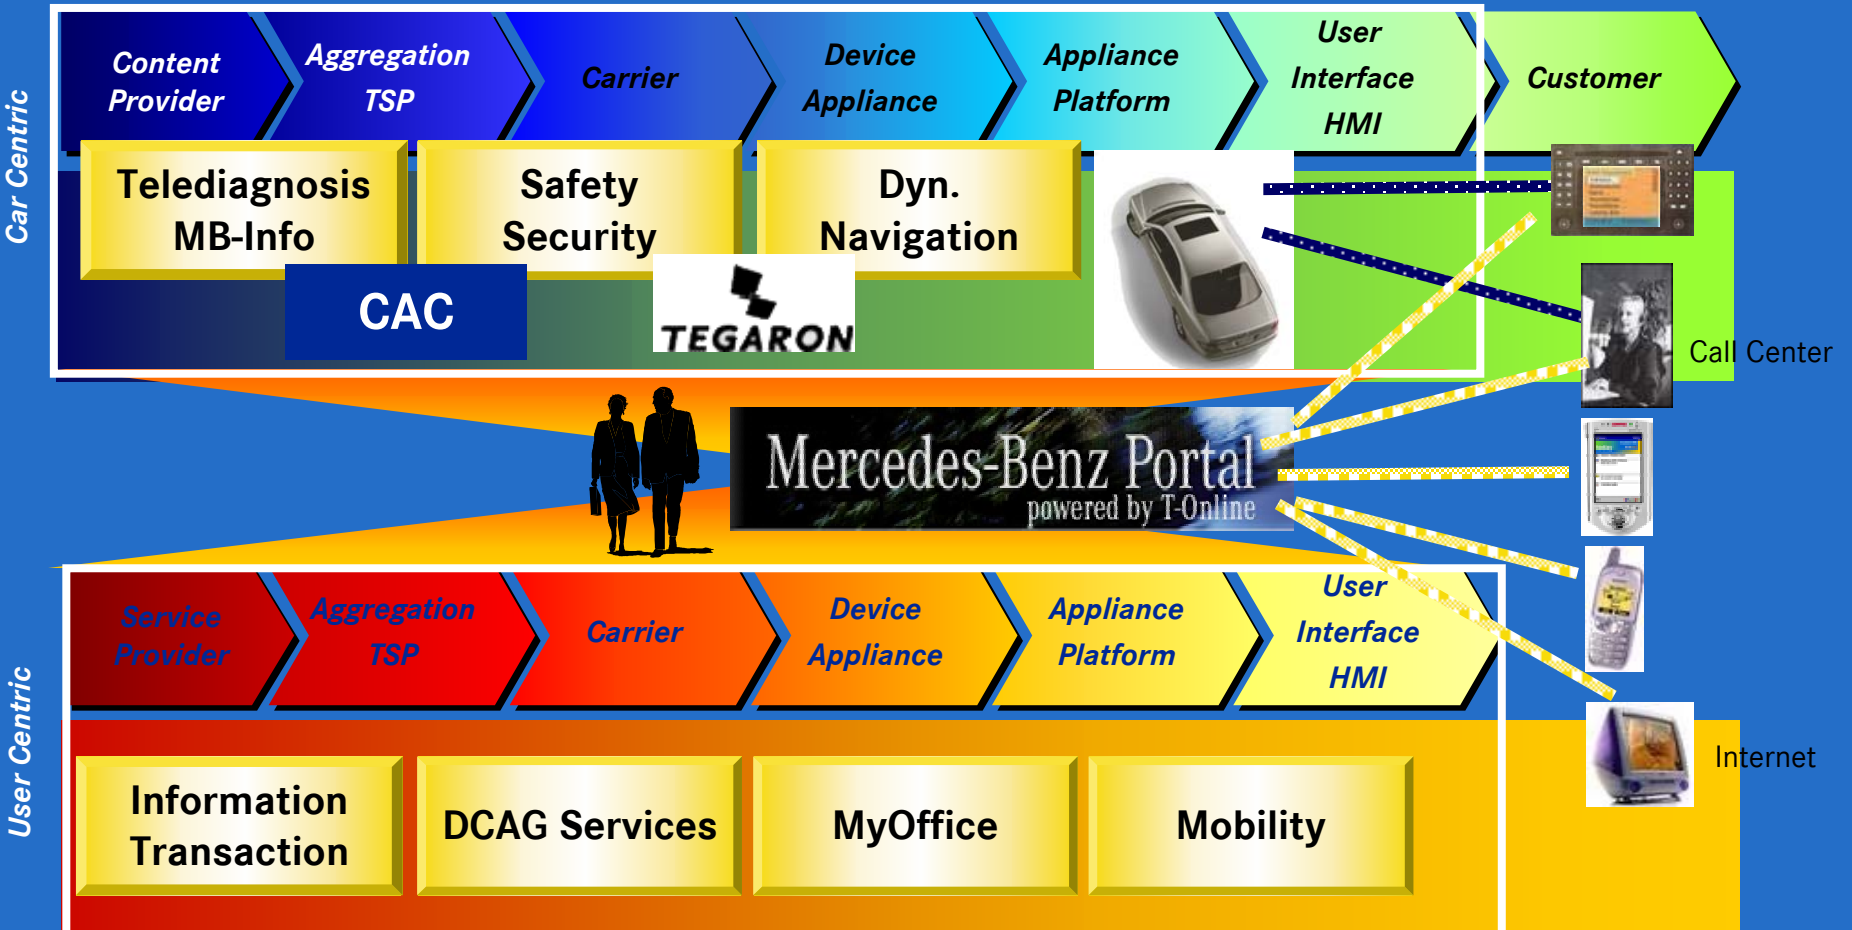 Car Centric
Content
Provider
Aggregation
TSP
Carrier
Device
Appliance
Appliance
Platform
User
Interface
HMI
Customer
Telediagnosis
MB-Info
Safety
Security
Dyn.
Navigation
CAC
TEGARON
Call Center
Mercedes-Benz Portal
powered by T-Online
User Centric
Service
Provider
Aggregation
TSP
Carrier
Device
Appliance
Appliance
Platform
User
Interface
HMI
Internet
Information
Transaction
DCAG Services
MyOffice
Mobility